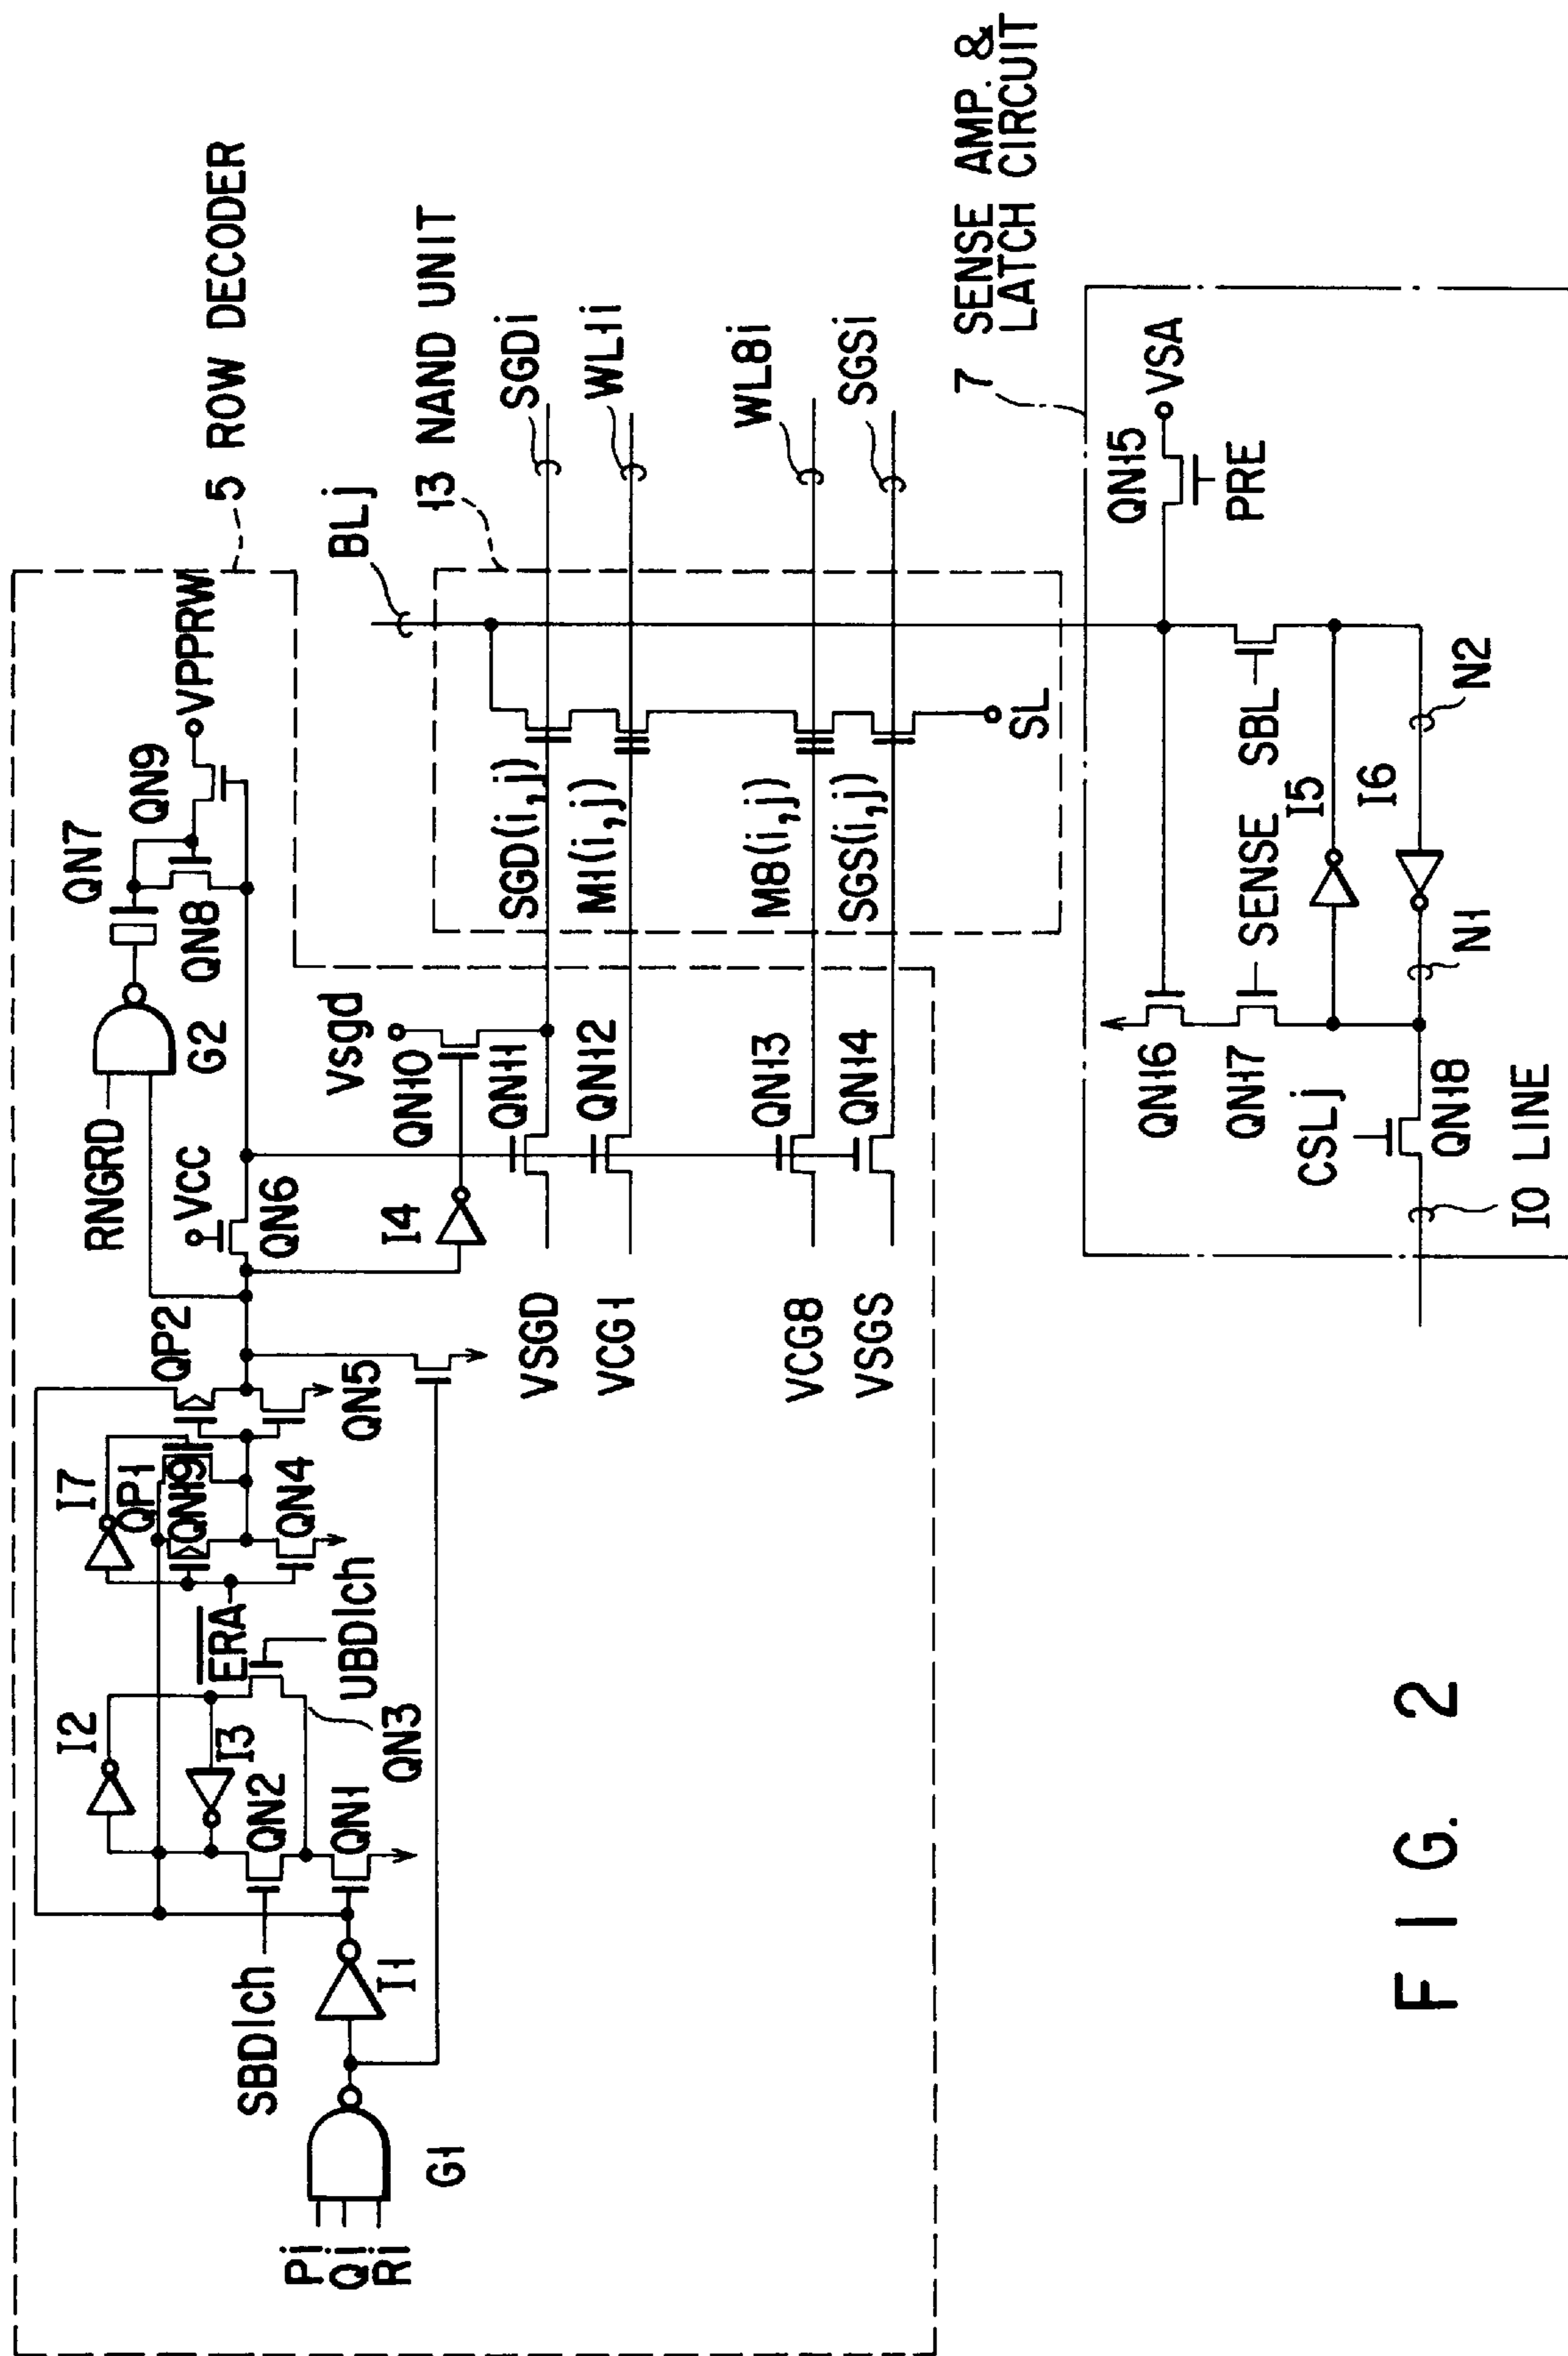 5 ROW DECODER
VPPRW
QN9
QN7
QN8
G2
RNGRD
VCC
QN6
QP2
QN5
I7
QP1
QN19
QN4
ERA
UBDlch
I2
I3
QN3
QN2
QN1
SBDlch
I1
G1
Pi
Qi
Ri
I4
Vsgd
QN10
QN11
QN12
QN13
QN14
VSGD
VCG1
VCG8
VSGS
13 NAND UNIT
BLj
SGDi
WL1i
WL8i
SGSi
SGD(i,j)
M1(i,j)
M8(i,j)
SGS(i,j)
SL
7 SENSE AMP. &
LATCH CIRCUIT
VSA
QN15
PRE
SBL
SENSE
QN16
QN17
I5
I6
N2
N1
CSLj
QN18
IO LINE
FIG. 2